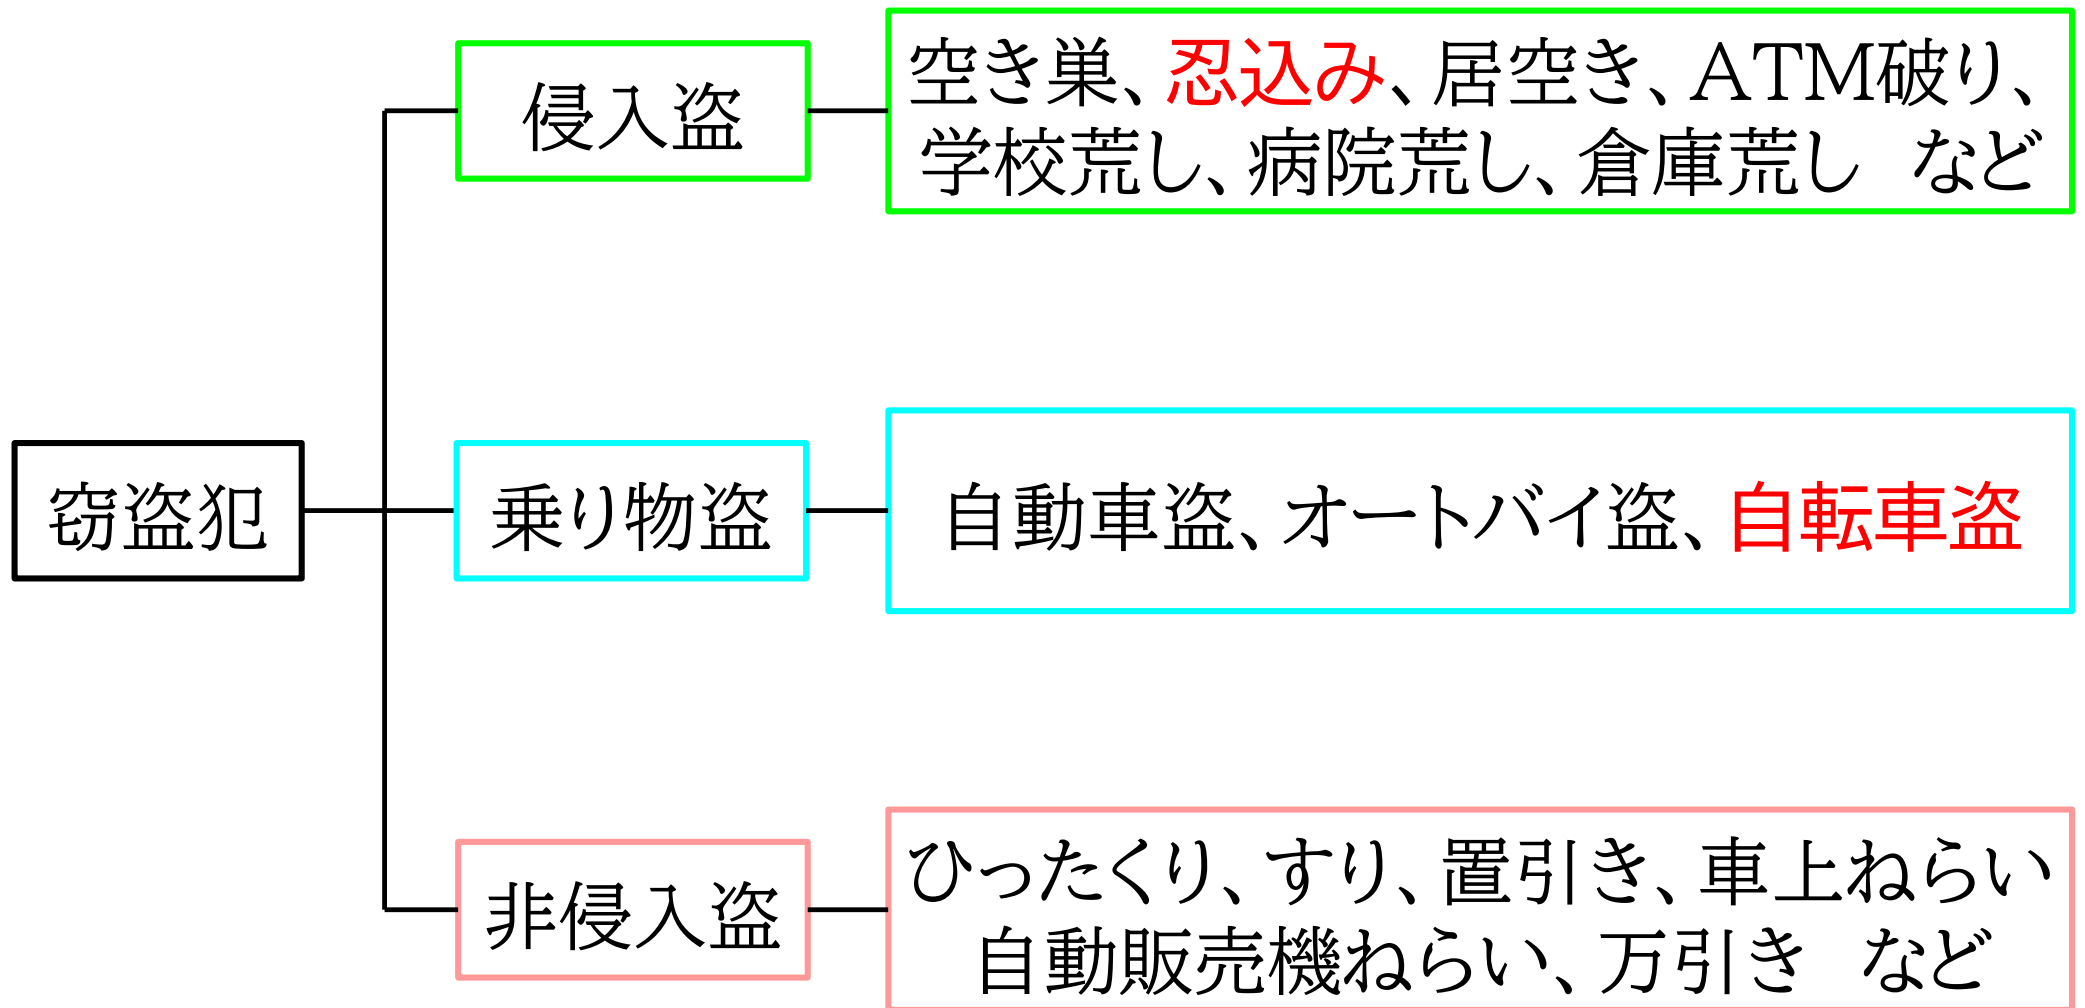 窃盗犯
侵入盗
空き巣、忍込み、居空き、ATM破り、
学校荒し、病院荒し、倉庫荒し　など
乗り物盗
自動車盗、オートバイ盗、自転車盗
非侵入盗
ひったくり、すり、置引き、車上ねらい
自動販売機ねらい、万引き　など